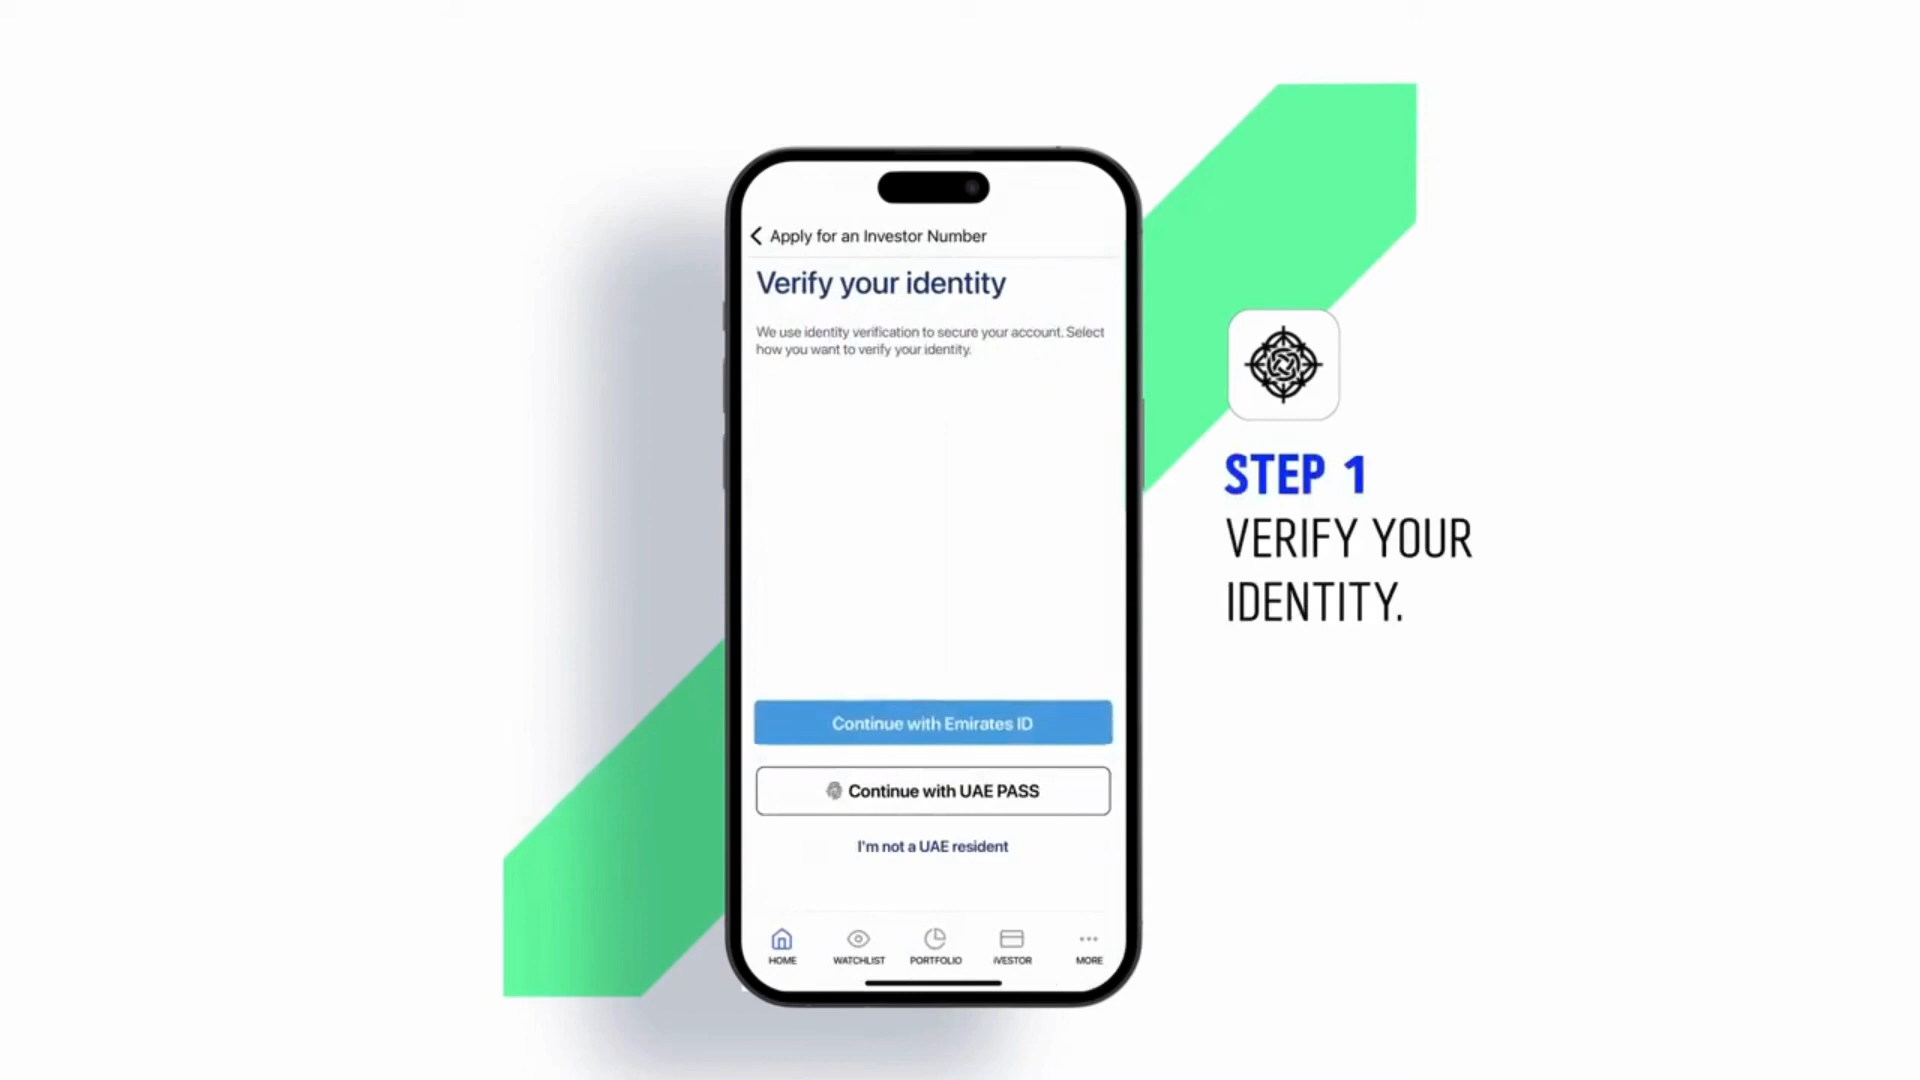 Apply for an Investor Number
Verify your identity
We use identity verification to secure your account. Select
how you want to verify your identity.
Continue with Emirates ID
Continue with UAE PASS
I'm not a UAE resident
HOME
WATCHLIST
PORTFOLIO
iVESTOR
MORE
STEP 1
VERIFY YOUR
IDENTITY.